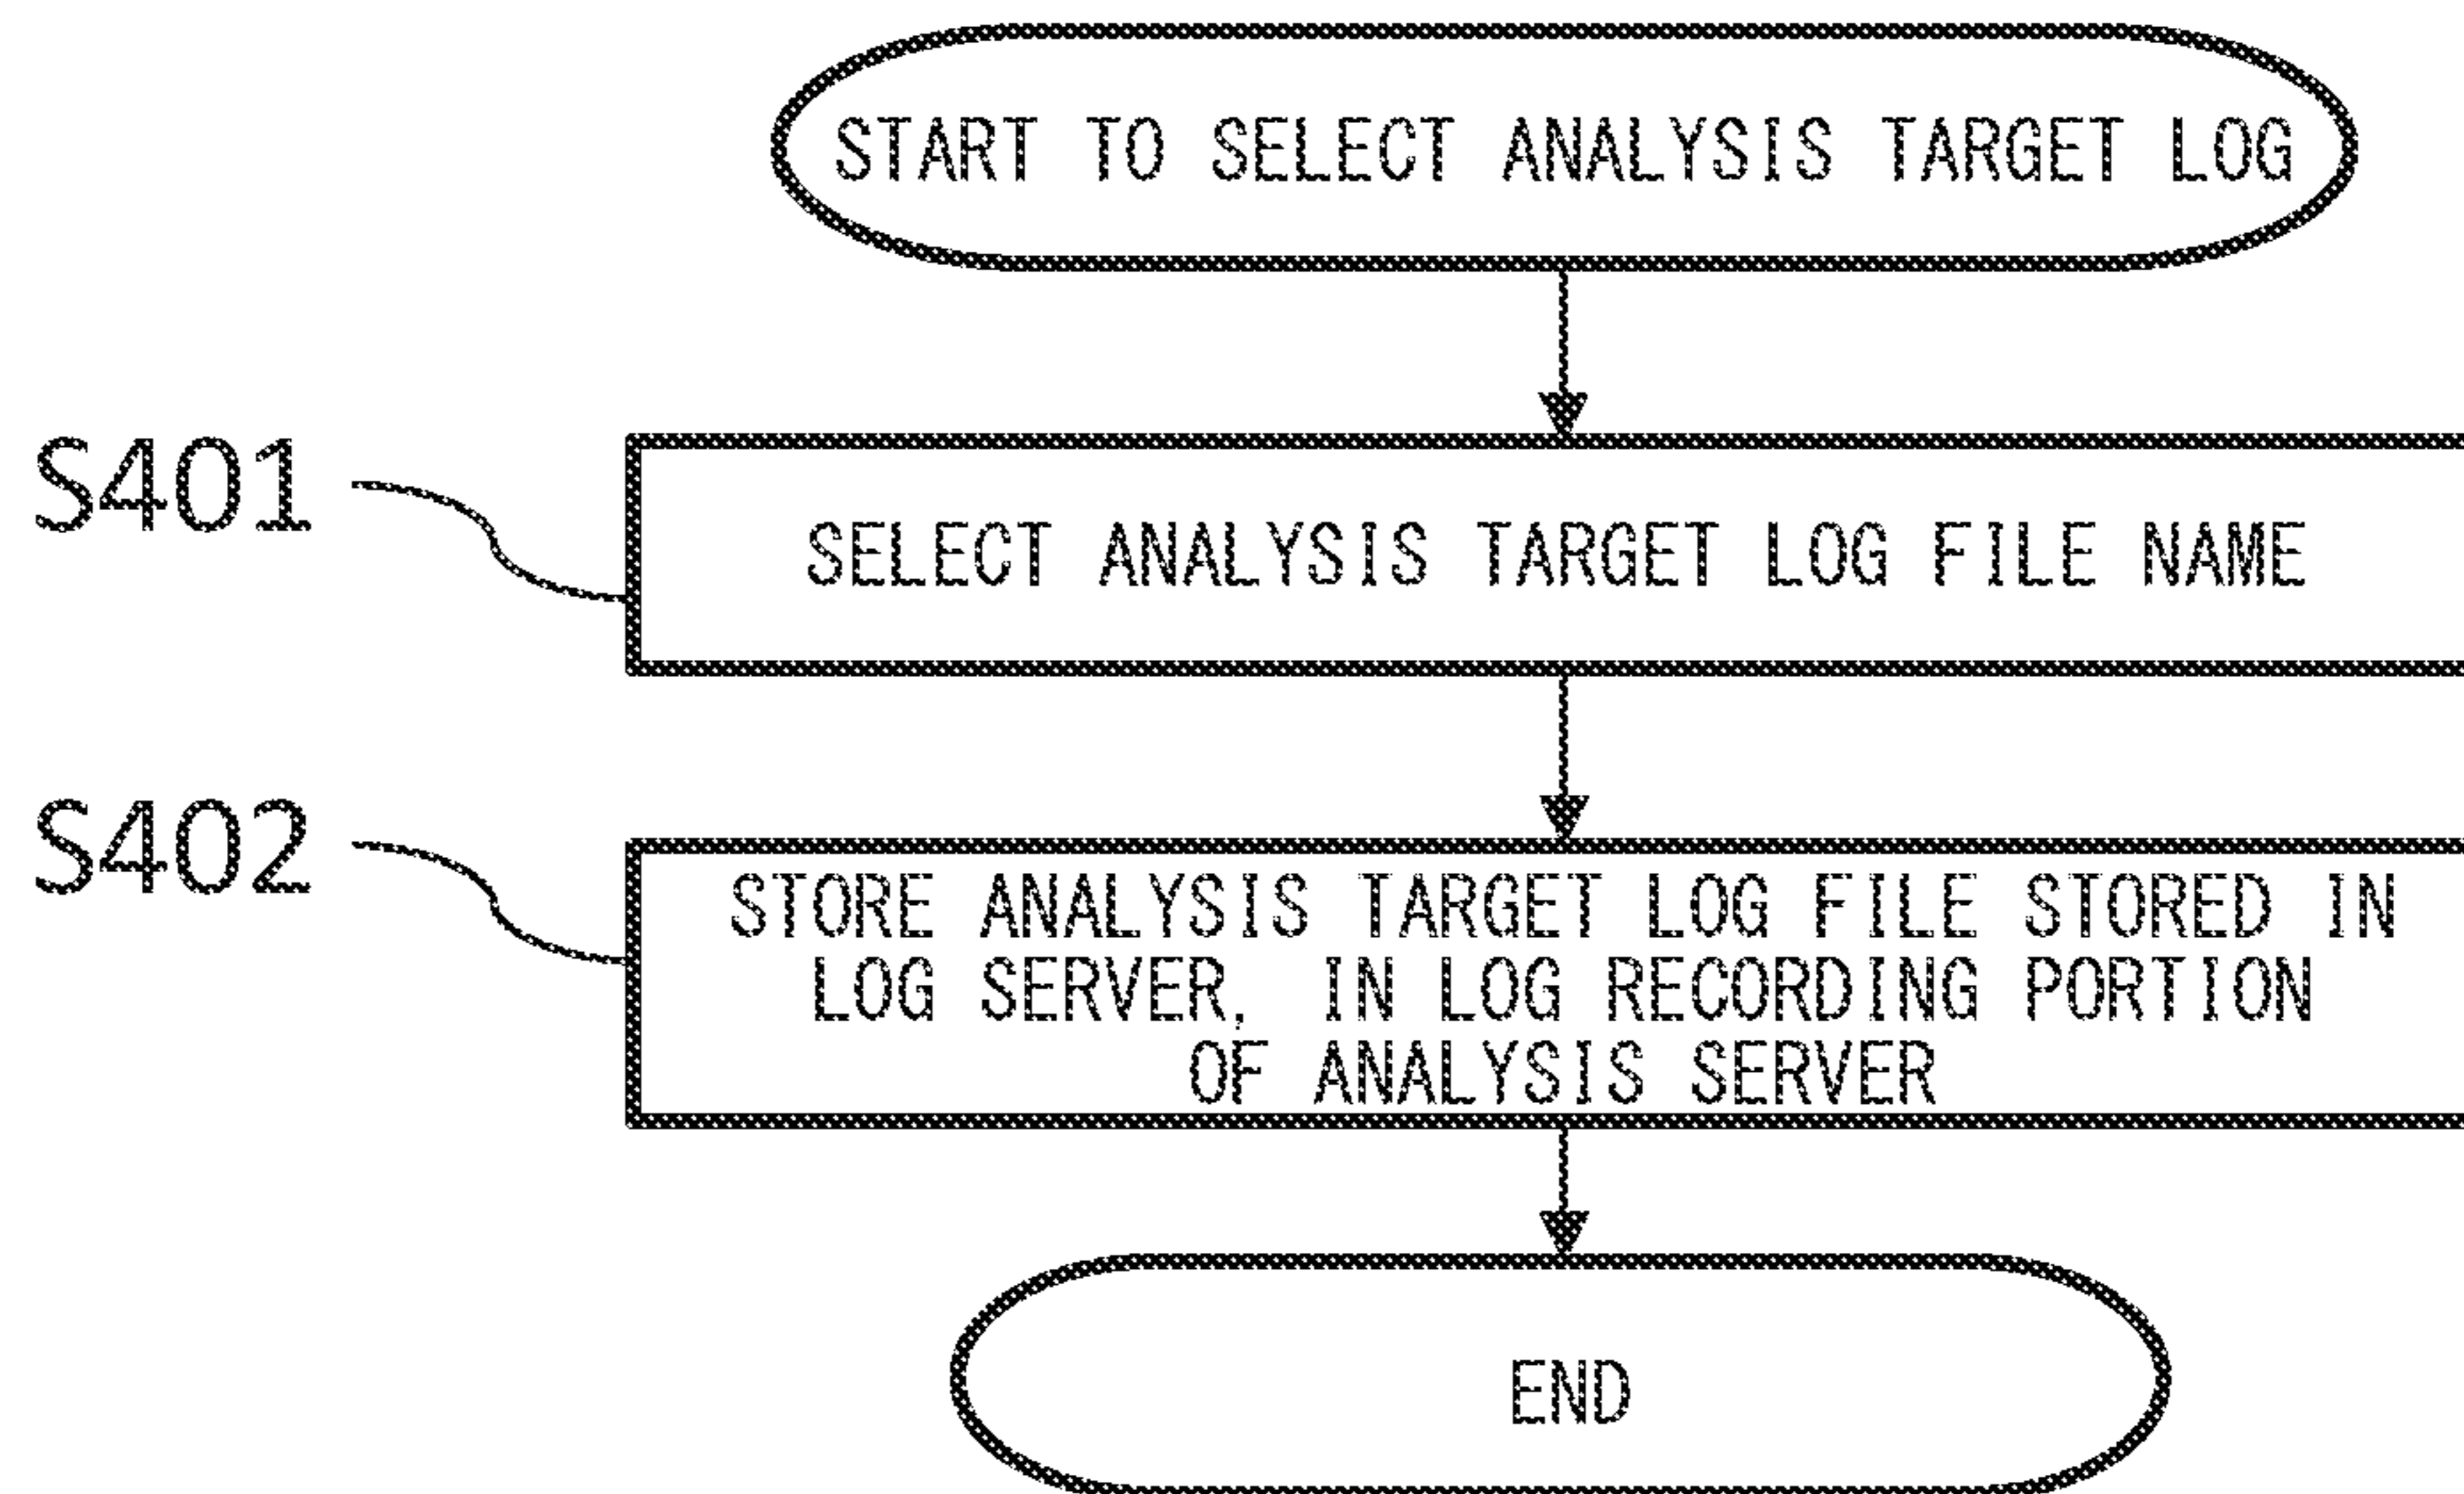 START TO SELECT ANALYSIS TARGET LOG
S401
SELECT ANALYSIS TARGET LOG FILE NAME
S402
STORE ANALYSIS TARGET LOG FILE STORED IN
LOG SERVER, IN LOG RECORDING PORTION
OF ANALYSIS SERVER
END